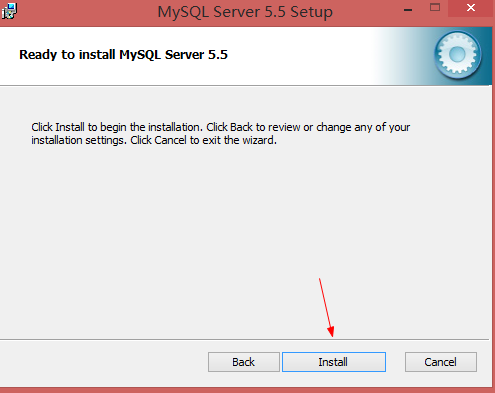 MySQL Server 5.5 Setup
Ready to install MySQL Server 5.5
Click Install to begin the installation. Click Back to review or change any of your
installation settings. Click Cancel to exit the wizard.
Back Install Cancel